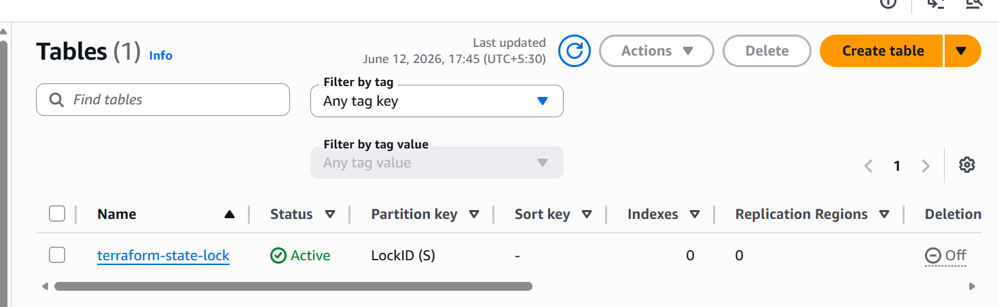 Tables (1) Info
Last updated
June 12, 2026, 17:45 (UTC+5:30)
Actions
Delete
Create table
Find tables
Filter by tag
Any tag key
Filter by tag value
Any tag value
1
Name Status Partition key Sort key Indexes Replication Regions Deletion
terraform-state-lock Active LockID (S) - 0 0 Off